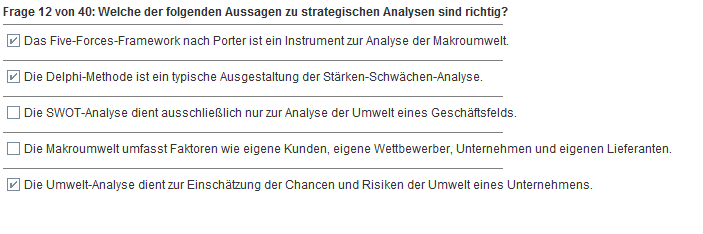 Frage 12 von 40: Welche der folgenden Aussagen zu strategischen Analysen sind richtig?
Das Five-Forces-Framework nach Porter ist ein Instrument zur Analyse der Makroumwelt.
Die Delphi-Methode ist ein typische Ausgestaltung der Stärken-Schwächen-Analyse.
Die SWOT-Analyse dient ausschließlich nur zur Analyse der Umwelt eines Geschäftsfelds.
Die Makroumwelt umfasst Faktoren wie eigene Kunden, eigene Wettbewerber, Unternehmen und eigenen Lieferanten.
Die Umwelt-Analyse dient zur Einschätzung der Chancen und Risiken der Umwelt eines Unternehmens.